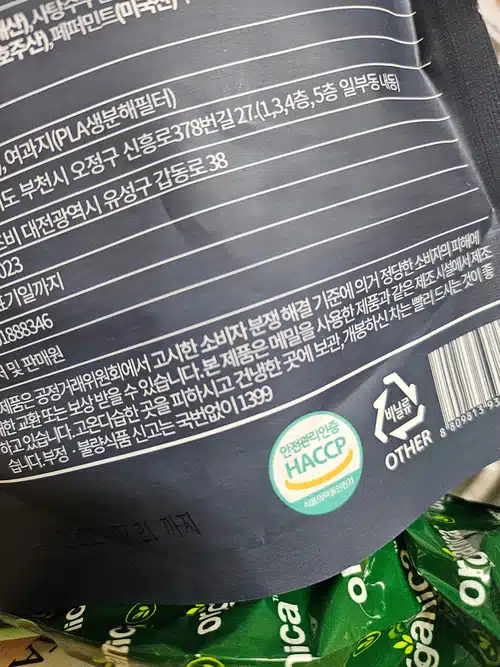 산), 사탕수수
호주산), 페퍼민트(미국산)
, 여과지(PLA생분해필터)
도 부천시 오정구 신흥로378번길 27-(1,3,4층, 5층 일부동 내동)
비 대전광역시 유성구 갑동로 38
023
기일까지
1888346
및 판매원
제품은 공정거래위원회에서 고시한 소비자 분쟁 해결 기준에 의거 정당한 소비자의 피해에
한 교환 또는 보상 받을 수 있습니다. 본 제품은 메밀을 사용한 제품과 같은 제조 시설에서 제조
하고 있습니다. 고온다습한 곳을 피하시고 건냉한 곳에 보관, 개봉하신 차는 빨리 드시는 것이 좋
습니다. 부정 · 불량식품 신고는 국번없이 1399
안전관리인증
HACCP
식품의약품안전처
비닐류
OTHER
8 809813 93
까지
organic
organic
organic
organic